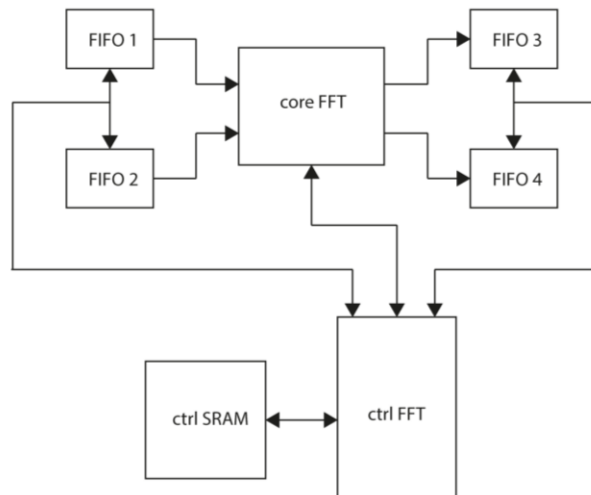 FIFO 1
FIFO 3
core FFT
FIFO 2
FIFO 4
ctrl SRAM
ctrl FFT